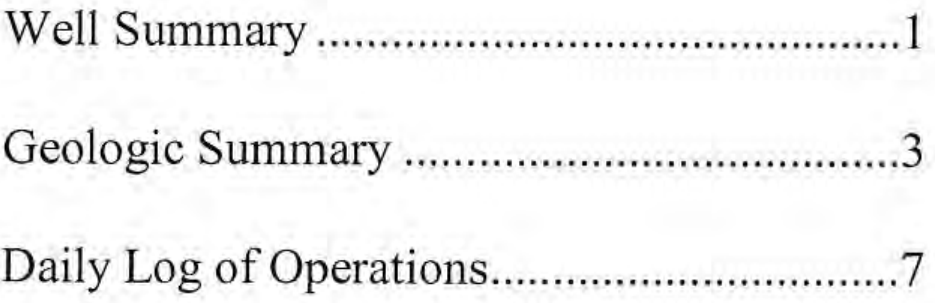 Well Summary ..............................................1
Geologic Summary .......................................3
Daily Log of Operations................................7